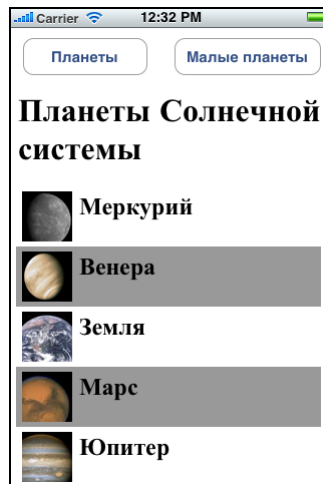 Carrier 12:32 PM
Планеты Малые планеты
Планеты Солнечной
системы
Меркурий
Венера
Земля
Марс
Юпитер